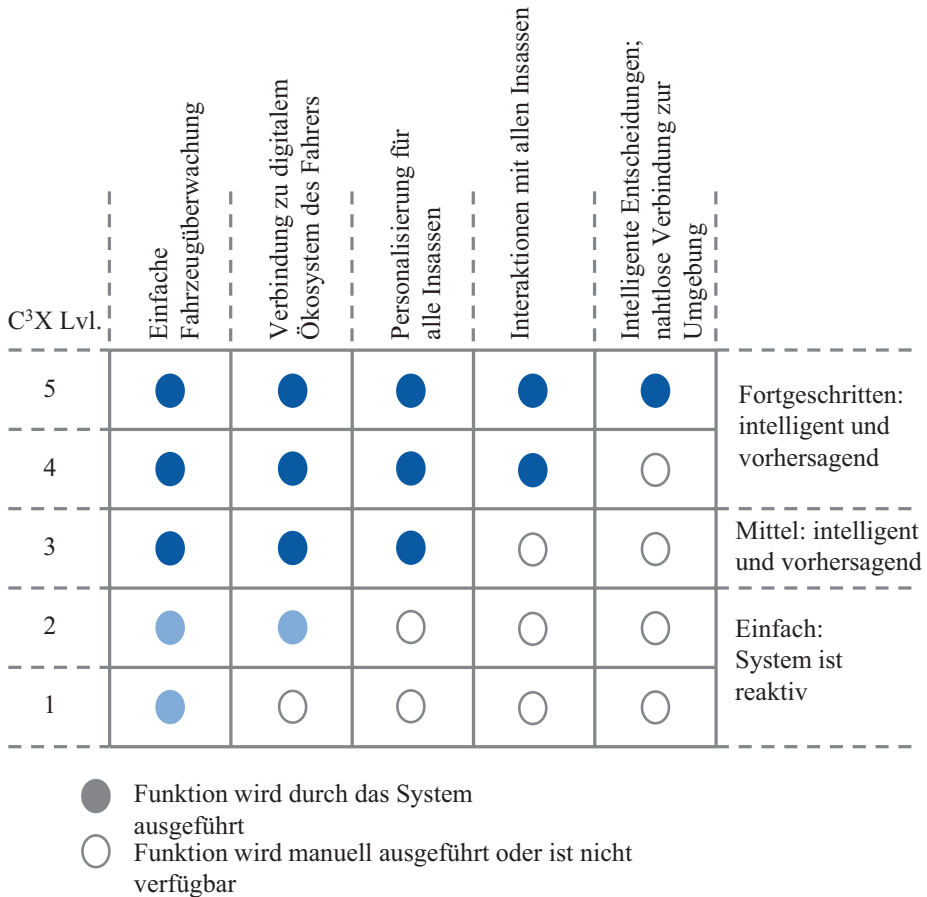 Einfache
Fahrzeugüberwachung
Verbindung zu digitalem
Ökosystem des Fahrers
Personalisierung für
alle Insassen
Interaktionen mit allen Insassen
Intelligente Entscheidungen;
nahtlose Verbindung zur
Umgebung
C³X Lvl.
5
Fortgeschritten:
intelligent und
vorhersagend
4
3
Mittel: intelligent
und vorhersagend
2
Einfach:
System ist
reaktiv
1
Funktion wird durch das System
ausgeführt
Funktion wird manuell ausgeführt oder ist nicht
verfügbar